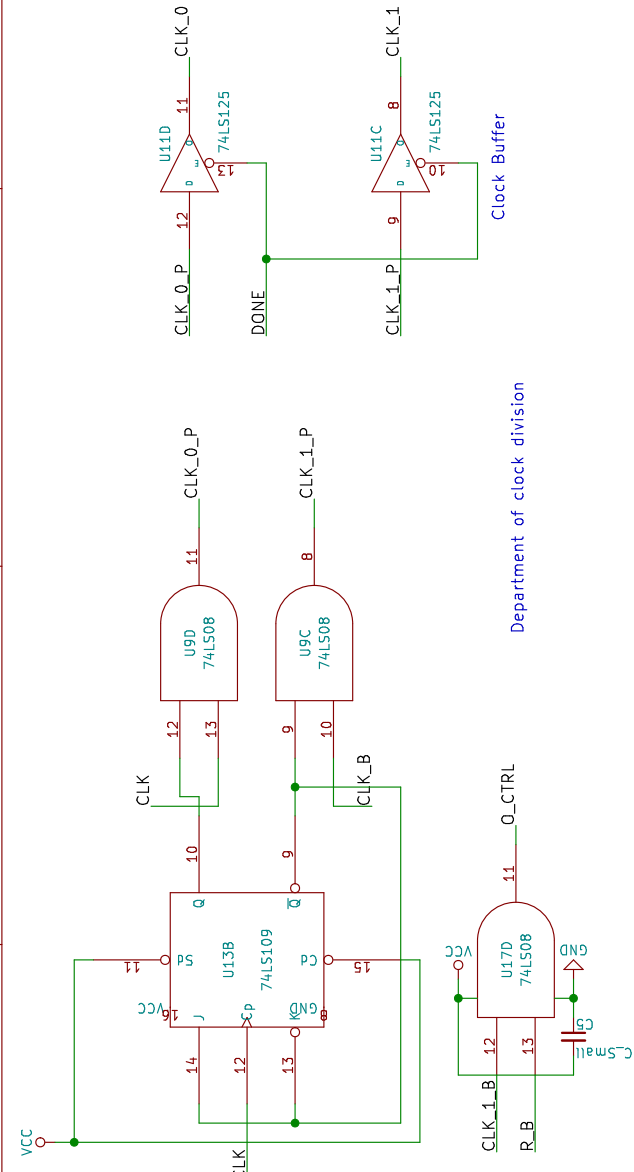 CLK_0
11
U11D
74LS125
O
E
D
13
12
CLK_0_P
DONE
CLK_1
8
U11C
74LS125
O
E
D
10
9
CLK_1_P
Clock Buffer
CLK_0_P
11
U9D
74LS08
12
13
CLK
CLK_1_P
8
U9C
74LS08
9
10
CLK_B
Department of clock division
10
9
Q
Q
11
Sd
U13B
74LS109
Cd
15
VCC
16
J
Cp
K
GND
8
14
12
13
VCC
O_CTRL
11
U17D
74LS08
VCC
GND
12
13
C5
C_Small
CLK_1_B
R_B